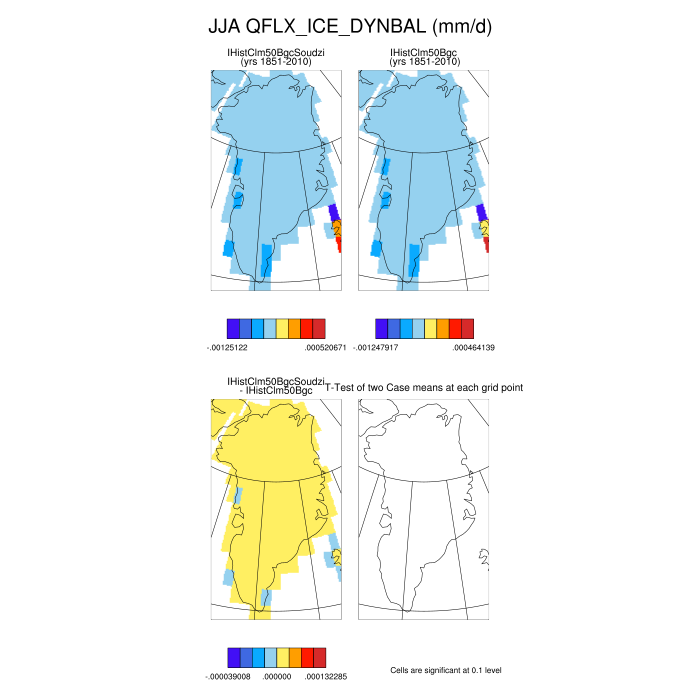 JJA QFLX_ICE_DYNBAL (mm/d)
IHistClm50BgcSoudzi
(yrs 1851-2010)
IHistClm50Bgc
(yrs 1851-2010)
-.00125122 .000520671
-.001247917 .000464139
IHistClm50BgcSoudzi
- IHistClm50Bgc
T-Test of two Case means at each grid point
-.000039008 .000000 .000132285
Cells are significant at 0.1 level